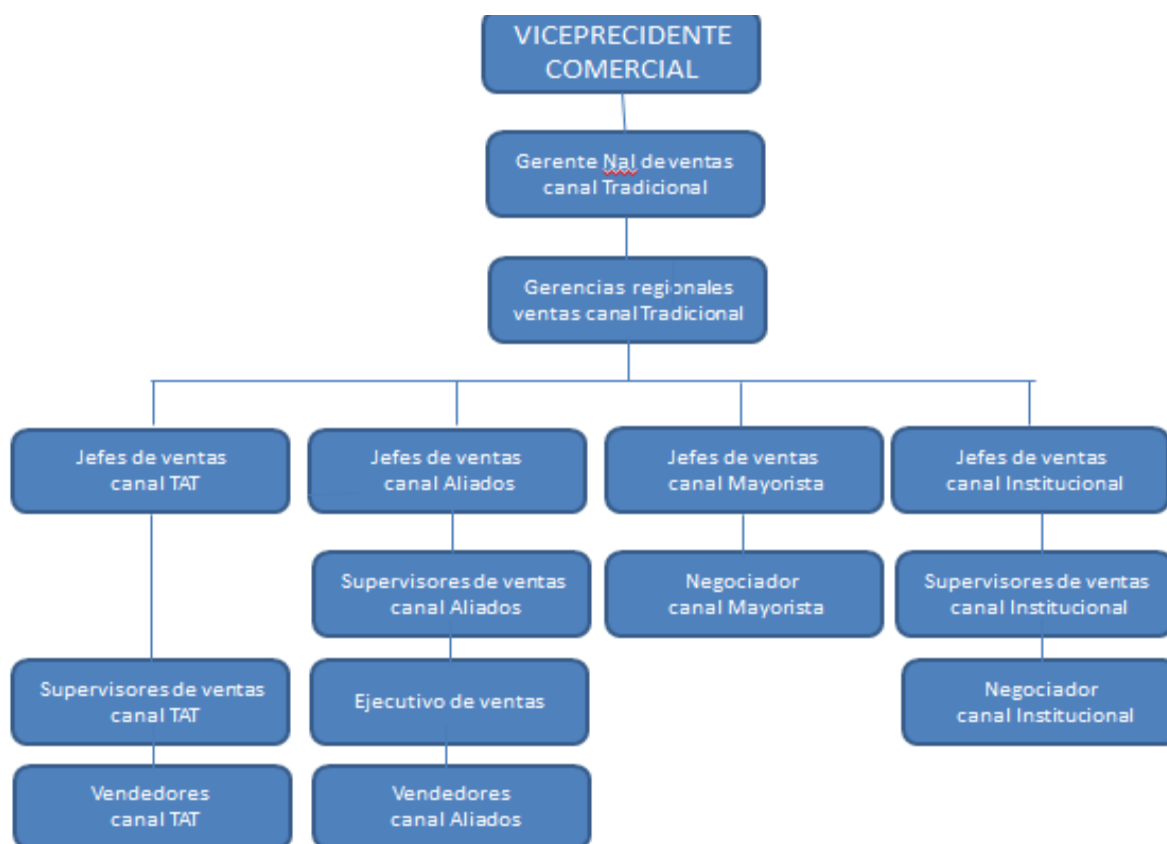 VICEPRECIDENTE
COMERCIAL
Gerente Nal de ventas
canal Tradicional
Gerencias regionales
ventas canal Tradicional
Jefes de ventas
canal TAT
Jefes de ventas
canal Aliados
Jefes de ventas
canal Mayorista
Jefes de ventas
canal Institucional
Supervisores de ventas
canal Aliados
Negociador
canal Mayorista
Supervisores de ventas
canal Institucional
Supervisores de ventas
canal TAT
Ejecutivo de ventas
Negociador
canal Institucional
Vendedores
canal TAT
Vendedores
canal Aliados